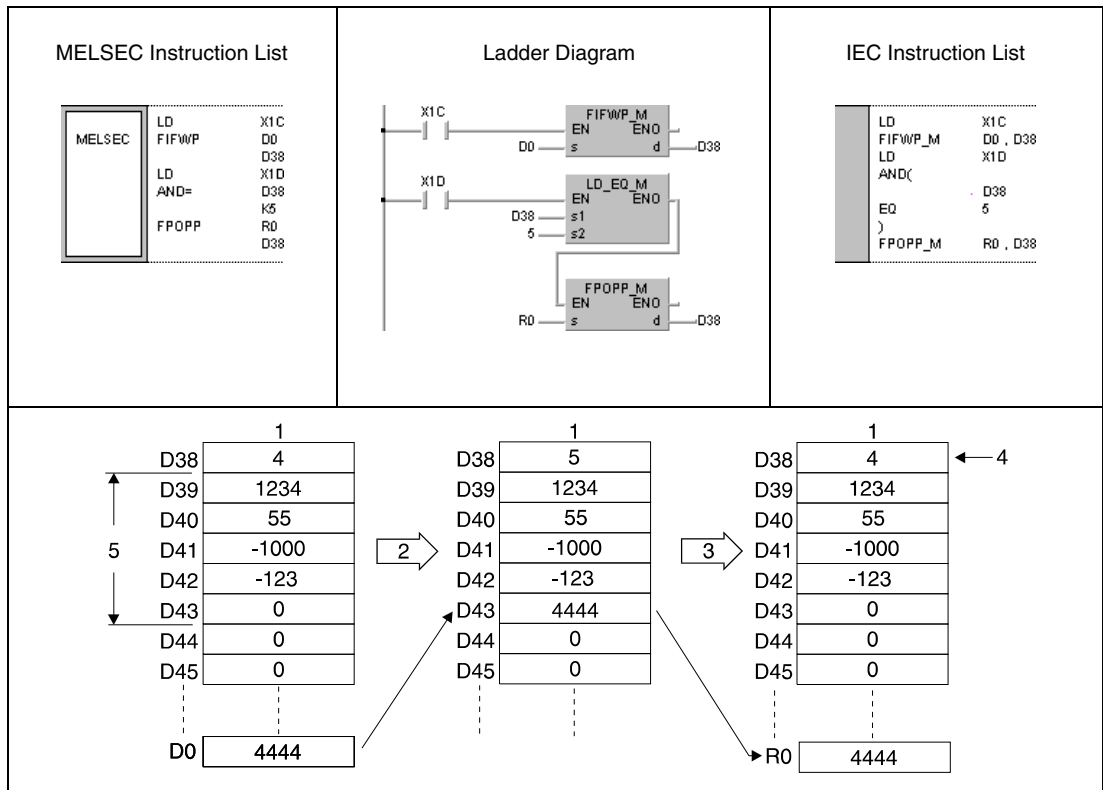 MELSEC Instruction List
MELSEC
LD X1C
FIFWP D0
D38
LD X1D
AND= D38
K5
FPOPP R0
D38
Ladder Diagram
X1C
FIFWP_M
EN ENO
D0 s d D38
X1D
LD_EQ_M
EN ENO
D38 s1
5 s2
FPOPP_M
EN ENO
R0 s d D38
IEC Instruction List
LD X1C
FIFWP_M D0 , D38
LD X1D
AND(
D38
EQ 5
)
FPOPP_M R0 , D38
1
D38 4
D39 1234
D40 55
5 D41 -1000
D42 -123
D43 0
D44 0
D45 0
D0 4444
2
1
D38 5
D39 1234
D40 55
D41 -1000
D42 -123
D43 4444
D44 0
D45 0
3
1
D38 4 4
D39 1234
D40 55
D41 -1000
D42 -123
D43 0
D44 0
D45 0
R0 4444